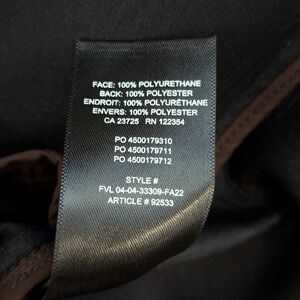 FACE: 100% POLYURETHANE
BACK: 100% POLYESTER
ENDROIT: 100% POLYURÉTHANE
ENVERS: 100% POLYESTER
CA 23725 RN 122354
PO 4500179310
PO 4500179711
PO 4500179712
STYLE #
FVL 04-04-33309-FA22
ARTICLE # 92533